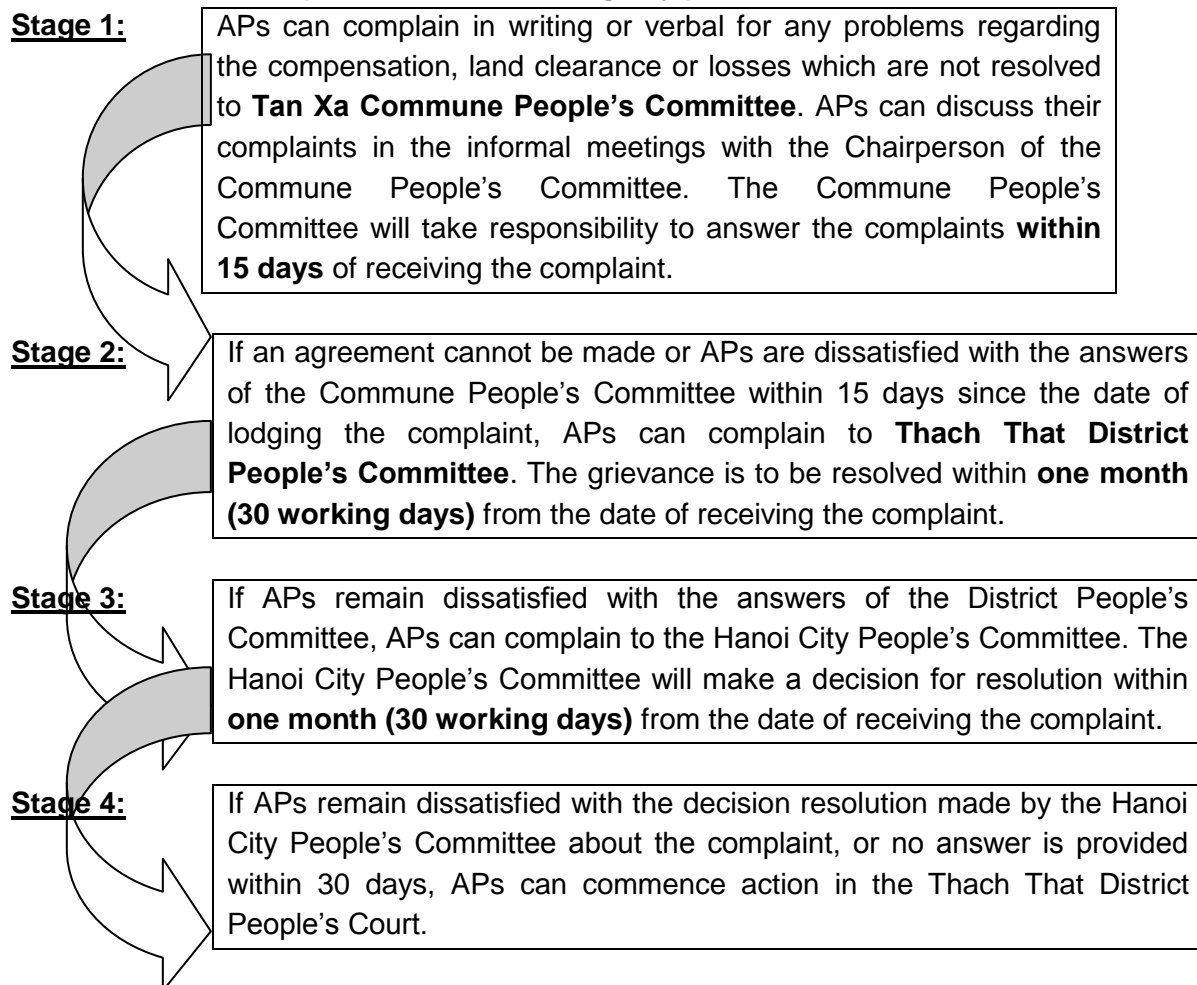 Stage 1:
APs can complain in writing or verbal for any problems regarding
the compensation, land clearance or losses which are not resolved
to Tan Xa Commune People's Committee. APs can discuss their
complaints in the informal meetings with the Chairperson of the
Commune People's Committee. The Commune People's
Committee will take responsibility to answer the complaints within
15 days of receiving the complaint.
Stage 2:
If an agreement cannot be made or APs are dissatisfied with the answers
of the Commune People's Committee within 15 days since the date of
lodging the complaint, APs can complain to Thach That District
People's Committee. The grievance is to be resolved within one month
(30 working days) from the date of receiving the complaint.
Stage 3:
If APs remain dissatisfied with the answers of the District People's
Committee, APs can complain to the Hanoi City People's Committee. The
Hanoi City People's Committee will make a decision for resolution within
one month (30 working days) from the date of receiving the complaint.
Stage 4:
If APs remain dissatisfied with the decision resolution made by the Hanoi
City People's Committee about the complaint, or no answer is provided
within 30 days, APs can commence action in the Thach That District
People's Court.